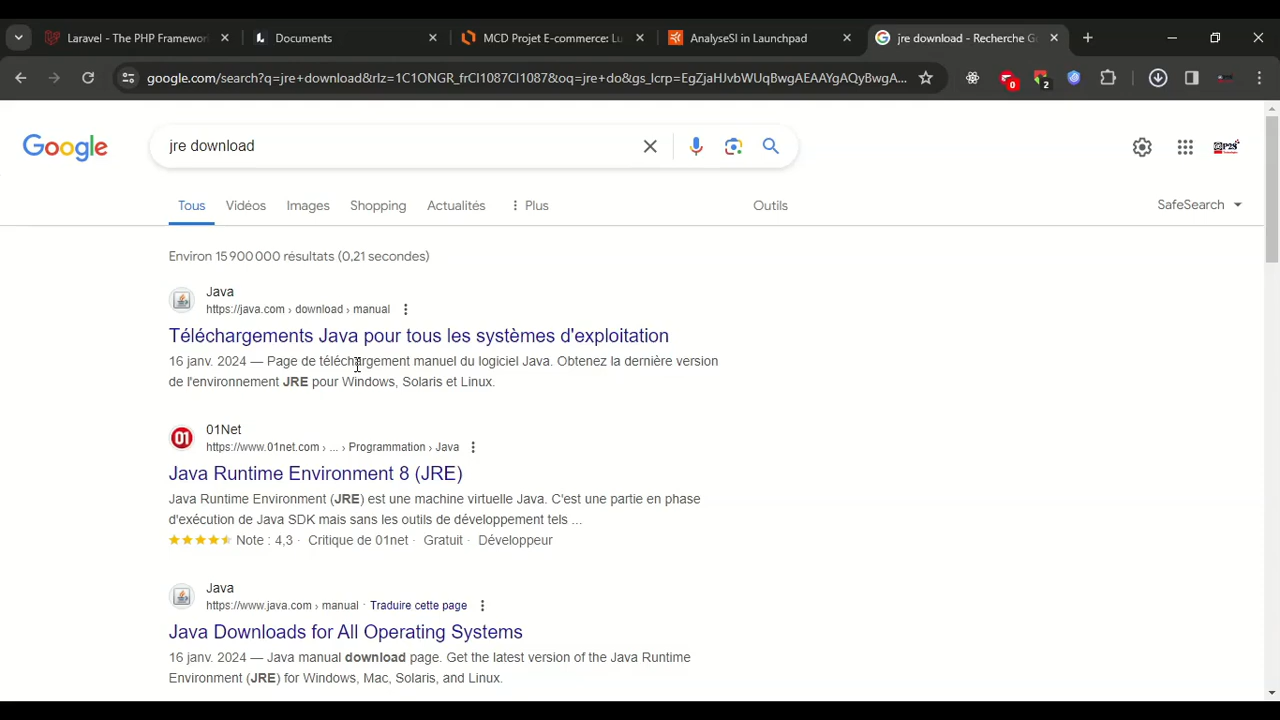 Laravel - The PHP Framewor
Documents
MCD Projet E-commerce: Lu
AnalyseSI in Launchpad
jre download - Recherche G
google.com/search?q=jre+download&rlz=1C1ONGR_frCI1087CI1087&oq=jre+do&gs_lcrp=EgZjaHJvbWUqBwgAEAAYgAQyBwgA...
0
2
Google
jre download
Tous
Vidéos
Images
Shopping
Actualités
Plus
Outils
SafeSearch
Environ 15 900 000 résultats (0,21 secondes)
Java
https://java.com › download › manual
Téléchargements Java pour tous les systèmes d'exploitation
16 janv. 2024 — Page de téléchargement manuel du logiciel Java. Obtenez la dernière version
de l'environnement JRE pour Windows, Solaris et Linux.
01
01Net
https://www.01net.com › ... › Programmation › Java
Java Runtime Environment 8 (JRE)
Java Runtime Environment (JRE) est une machine virtuelle Java. C'est une partie en phase
d'exécution de Java SDK mais sans les outils de développement tels ...
Note : 4,3 · Critique de 01net · Gratuit · Développeur
Java
https://www.java.com › manual · Traduire cette page
Java Downloads for All Operating Systems
16 janv. 2024 — Java manual download page. Get the latest version of the Java Runtime
Environment (JRE) for Windows, Mac, Solaris, and Linux.